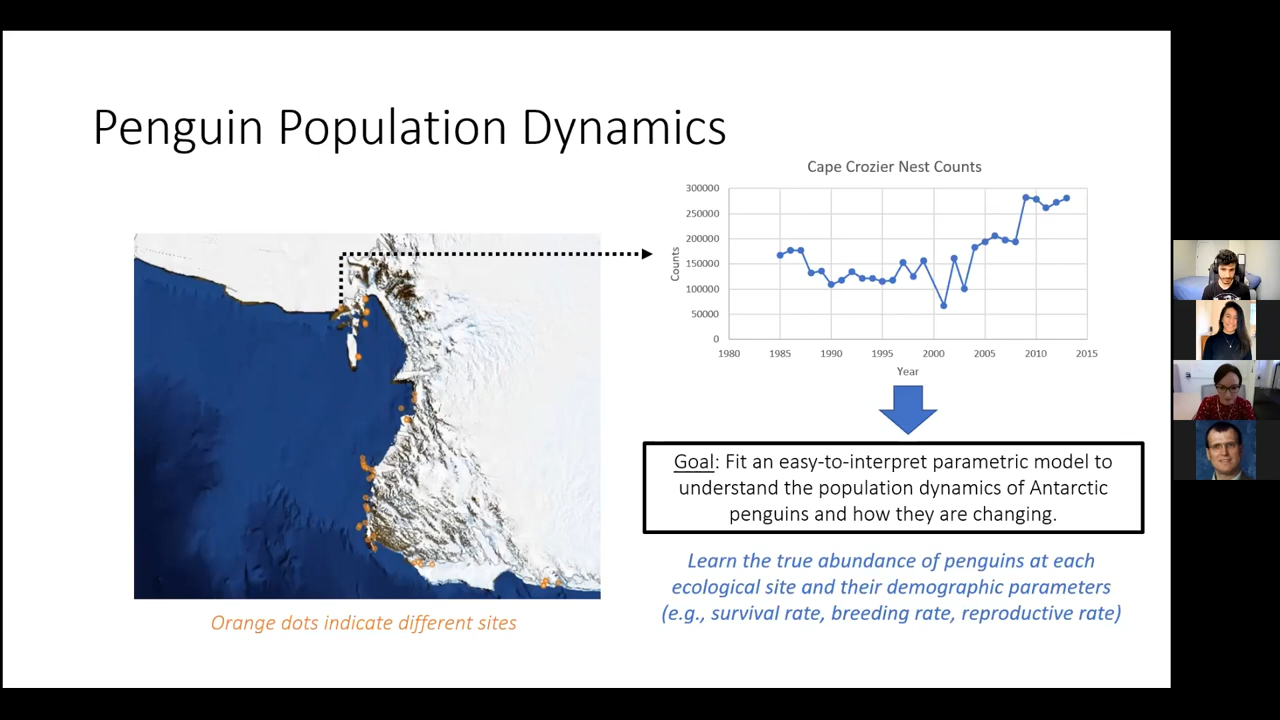 Penguin Population Dynamics
Cape Crozier Nest Counts
300000
250000
200000
150000
100000
50000
0
Counts
1980 1985 1990 1995 2000 2005 2010 2015
Year
Goal: Fit an easy-to-interpret parametric model to
understand the population dynamics of Antarctic
penguins and how they are changing.
Learn the true abundance of penguins at each
ecological site and their demographic parameters
(e.g., survival rate, breeding rate, reproductive rate)
Orange dots indicate different sites